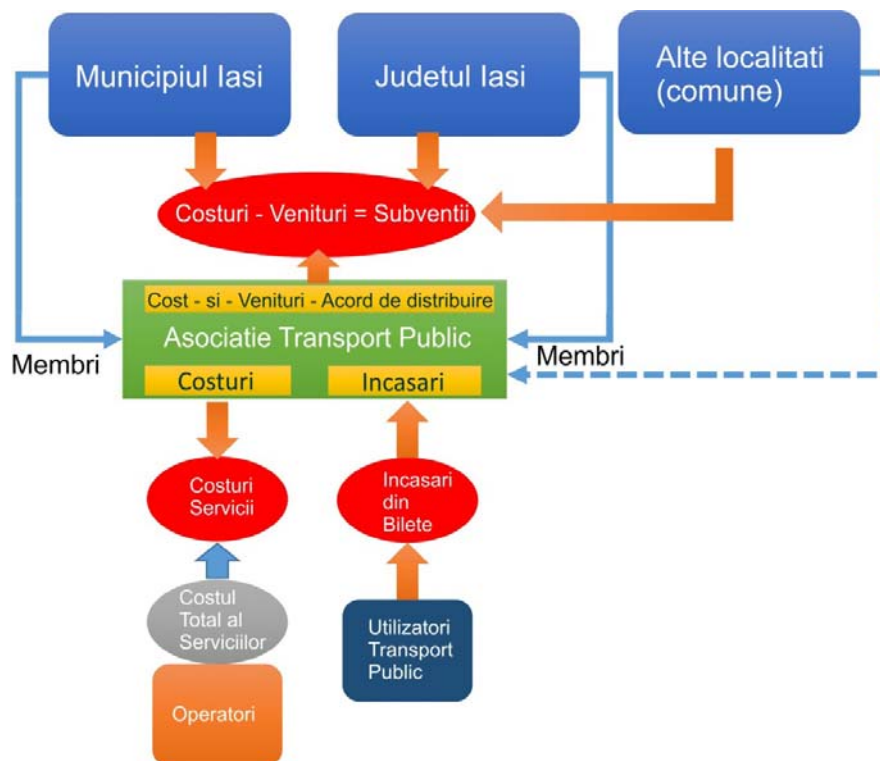 Municipiul Iasi
Judetul Iasi
Alte localitati
(comune)
Costuri - Venituri = Subventii
Cost - si - Venituri - Acord de distribuire
Asociatie Transport Public
Membri
Membri
Costuri
Incasari
Costuri
Servicii
Incasari
din
Bilete
Costul
Total al
Serviciilor
Utilizatori
Transport
Public
Operatori